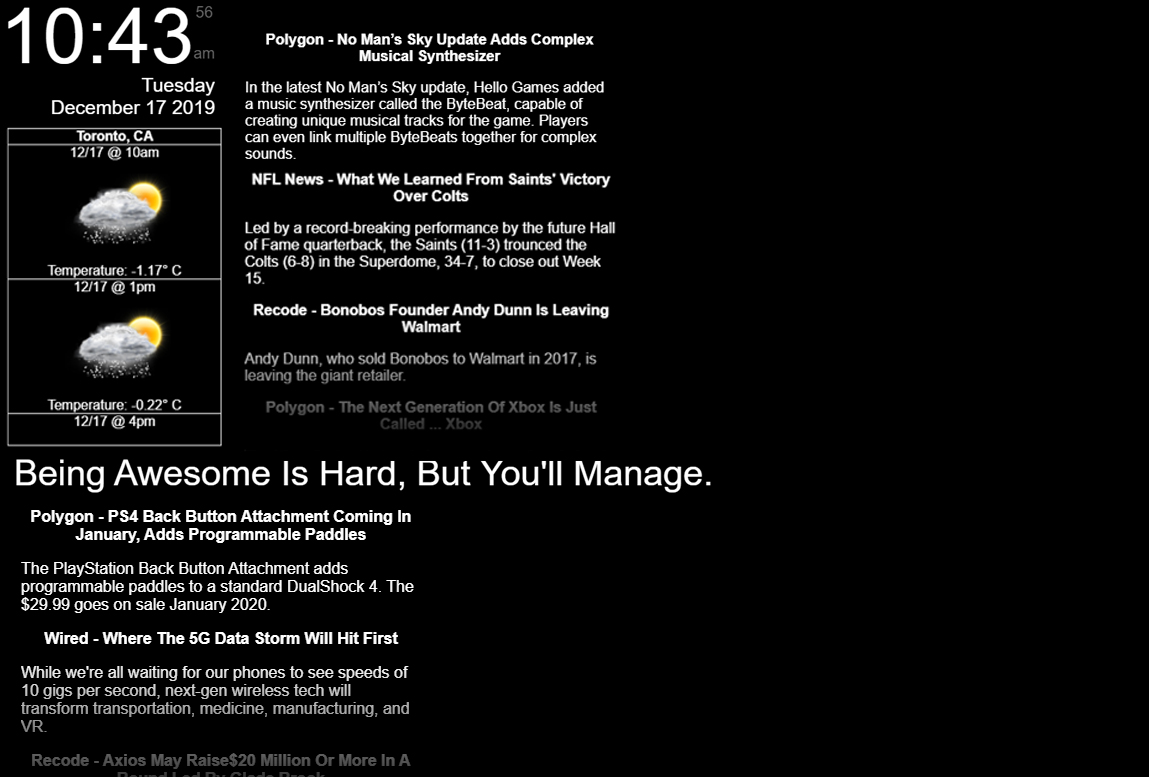 10:43
56
am
Tuesday
December 17 2019
Toronto, CA
12/17 @ 10am
Temperature: -1.17° C
12/17 @ 1pm
Temperature: -0.22° C
12/17 @ 4pm
Polygon - No Man’s Sky Update Adds Complex
Musical Synthesizer
In the latest No Man’s Sky update, Hello Games added
a music synthesizer called the ByteBeat, capable of
creating unique musical tracks for the game. Players
can even link multiple ByteBeats together for complex
sounds.
NFL News - What We Learned From Saints' Victory
Over Colts
Led by a record-breaking performance by the future Hall
of Fame quarterback, the Saints (11-3) trounced the
Colts (6-8) in the Superdome, 34-7, to close out Week
15.
Recode - Bonobos Founder Andy Dunn Is Leaving
Walmart
Andy Dunn, who sold Bonobos to Walmart in 2017, is
leaving the giant retailer.
Polygon - The Next Generation Of Xbox Is Just
Called ... Xbox
Being Awesome Is Hard, But You'll Manage.
Polygon - PS4 Back Button Attachment Coming In
January, Adds Programmable Paddles
The PlayStation Back Button Attachment adds
programmable paddles to a standard DualShock 4. The
$29.99 goes on sale January 2020.
Wired - Where The 5G Data Storm Will Hit First
While we're all waiting for our phones to see speeds of
10 gigs per second, next-gen wireless tech will
transform transportation, medicine, manufacturing, and
VR.
Recode - Axios May Raise$20 Million Or More In A
Round Led By Glade Brook